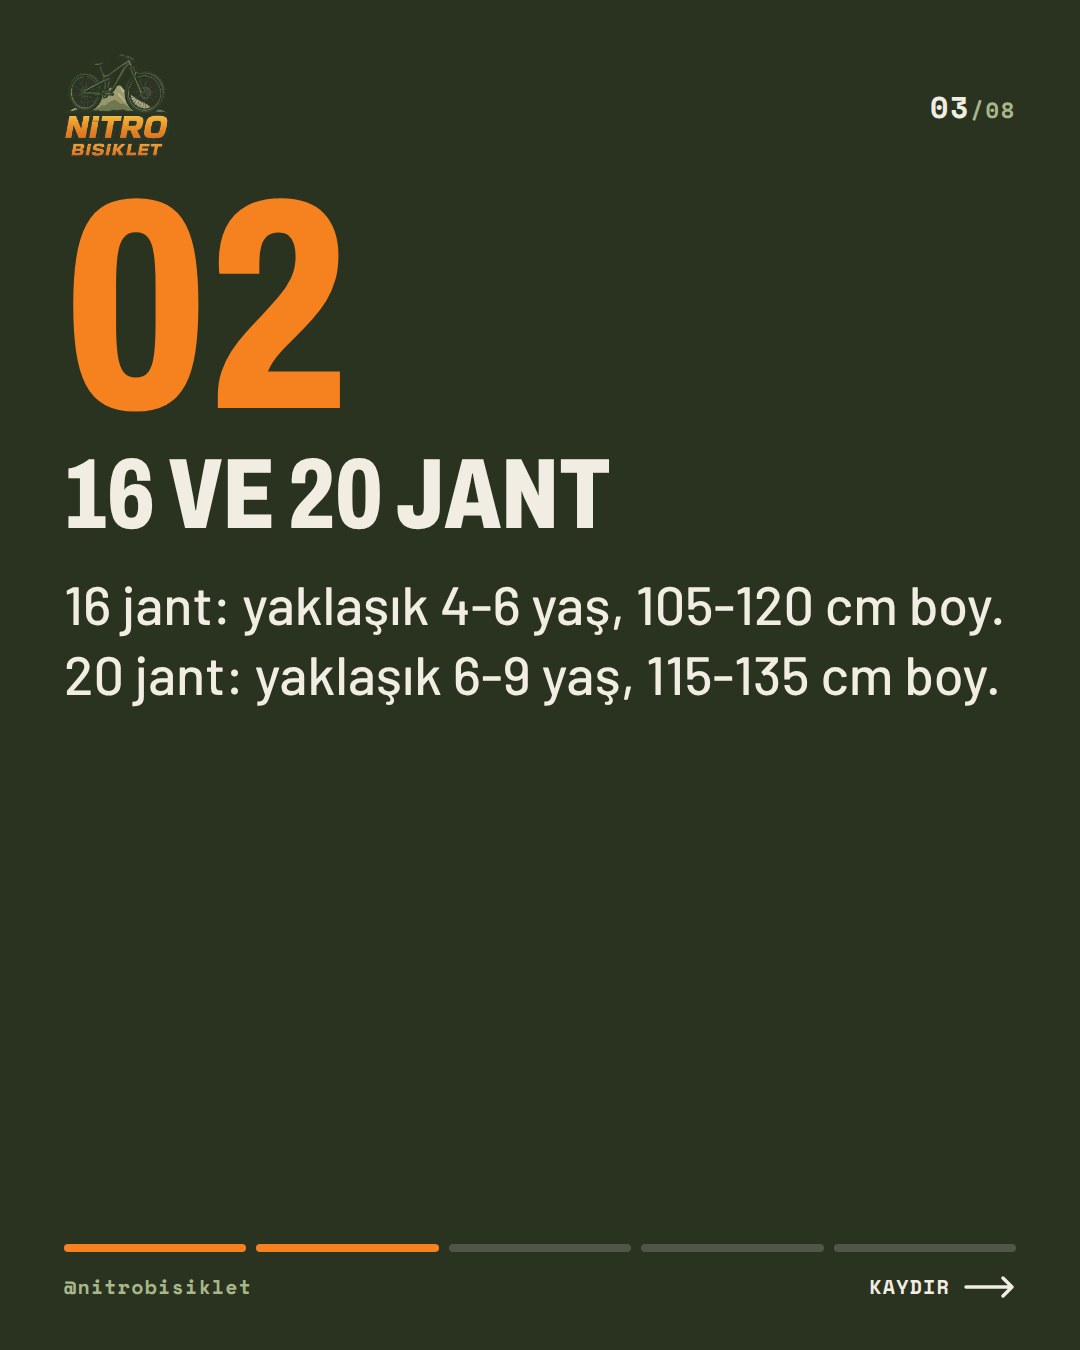 NiTRO
BISIKLET
03/08
02
16 VE 20 JANT
16 jant: yaklaşık 4-6 yaş, 105-120 cm boy.
20 jant: yaklaşık 6-9 yaş, 115-135 cm boy.
@nitrobisiklet
KAYDIR